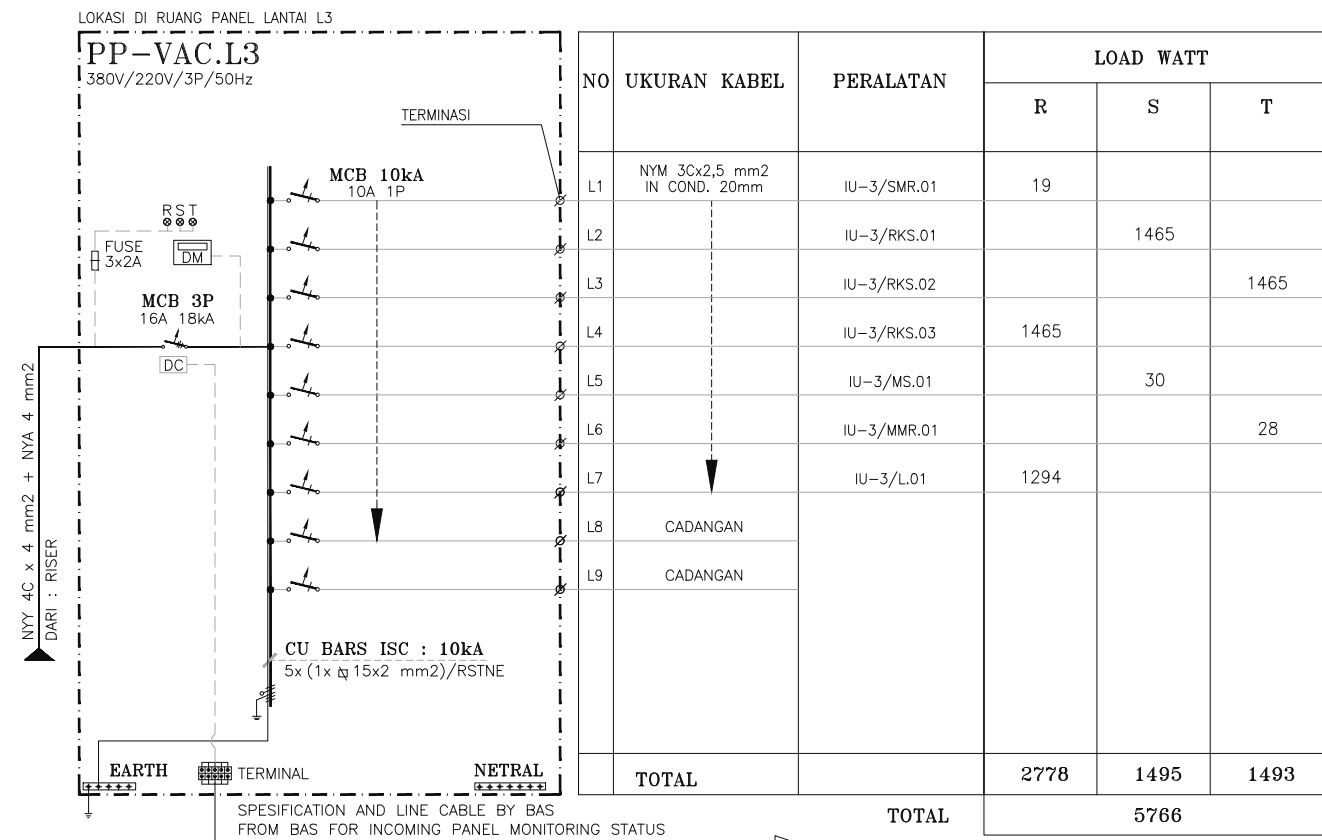 LOKASI DI RUANG PANEL LANTAI L3
PP-VAC.L3
380V/220V/3P/50Hz
TERMINASI
MCB 10kA
10A 1P
R S T
FUSE
3x2A
DM
MCB 3P
16A 18kA
DC
NYY 4C x 4 mm2 + NYA 4 mm2
DARI : RISER
CU BARS ISC : 10kA
5x (1x 15x2 mm2)/RSTNE
EARTH
TERMINAL
NETRAL
SPESIFICATION AND LINE CABLE BY BAS
FROM BAS FOR INCOMING PANEL MONITORING STATUS
NO UKURAN KABEL PERALATAN LOAD WATT
R S T
L1 NYM 3Cx2,5 mm2 IU-3/SMR.01 19
IN COND. 20mm
L2 IU-3/RKS.01 1465
L3 IU-3/RKS.02 1465
L4 IU-3/RKS.03 1465
L5 IU-3/MS.01 30
L6 IU-3/MMR.01 28
L7 IU-3/L.01 1294
L8 CADANGAN
L9 CADANGAN
TOTAL 2778 1495 1493
TOTAL 5766